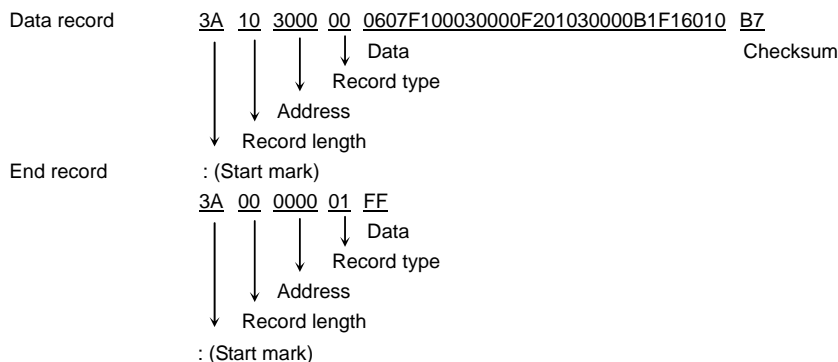 Data record 3A 10 3000 00 0607F100030000F201030000B1F16010 B7
Data Checksum
Record type
Address
Record length
End record : (Start mark)
3A 00 0000 01 FF
Data
Record type
Address
Record length
: (Start mark)